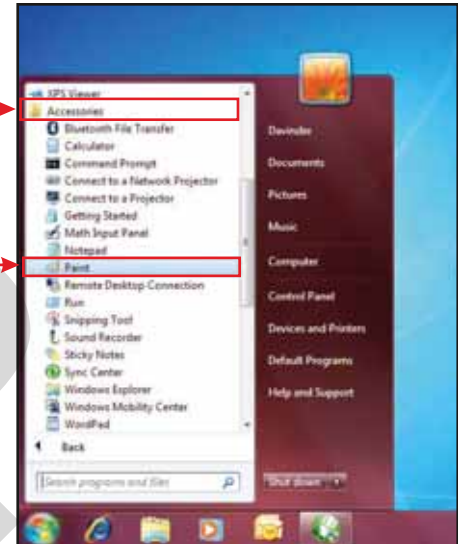 XPS Viewer
Accessories
Bluetooth File Transfer
Calculator
Command Prompt
Connect to a Network Projector
Connect to a Projector
Getting Started
Math Input Panel
Notepad
Paint
Remote Desktop Connection
Run
Snipping Tool
Sound Recorder
Sticky Notes
Sync Center
Windows Explorer
Windows Mobility Center
WordPad
Back
Search programs and files
Davinder
Documents
Pictures
Music
Computer
Control Panel
Devices and Printers
Default Programs
Help and Support
Shut down